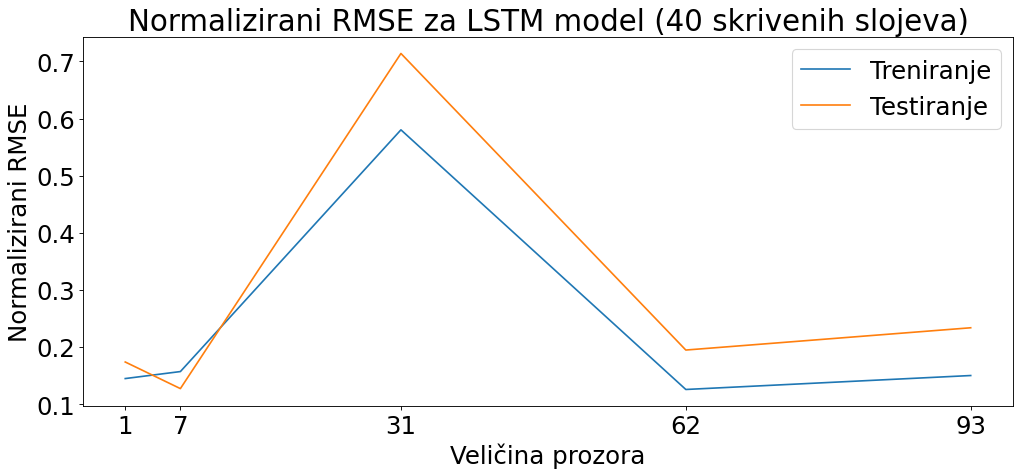 Normalizirani RMSE za LSTM model (40 skrivenih slojeva)
Normalizirani RMSE
0.7
0.6
0.5
0.4
0.3
0.2
0.1
Treniranje
Testiranje
1 7 31 62 93
Veličina prozora